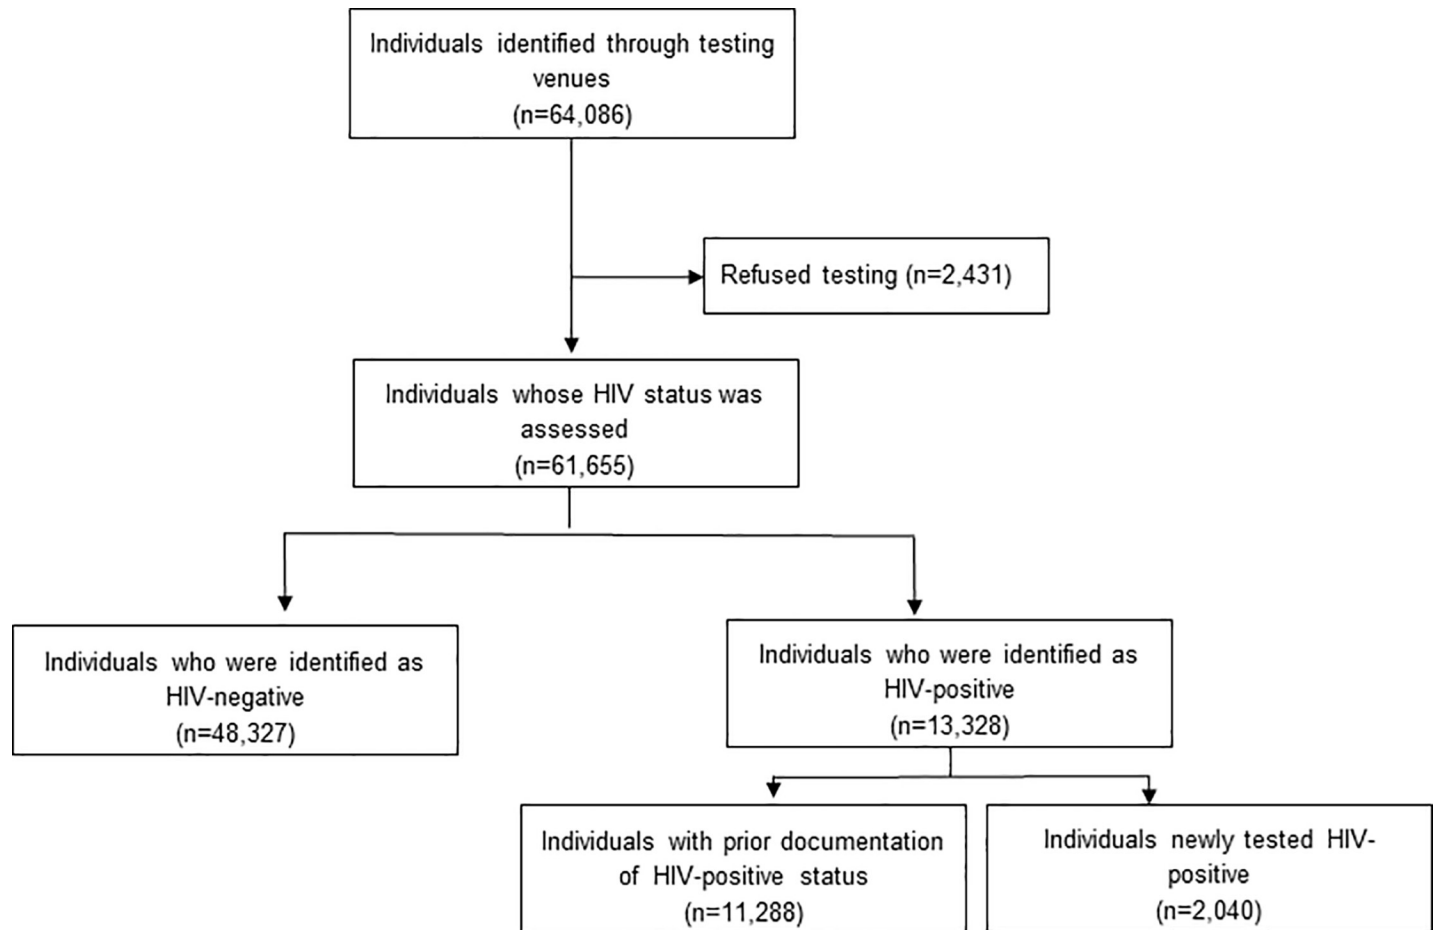 Individuals identified through testing
venues
(n=64,086)
Refused testing (n=2,431)
Individuals whose HIV status was
assessed
(n=61,655)
Individuals who were identified as
HIV-negative
(n=48,327)
Individuals who were identified as
HIV-positive
(n=13,328)
Individuals with prior documentation
of HIV-positive status
(n=11,288)
Individuals newly tested HIV-
positive
(n=2,040)